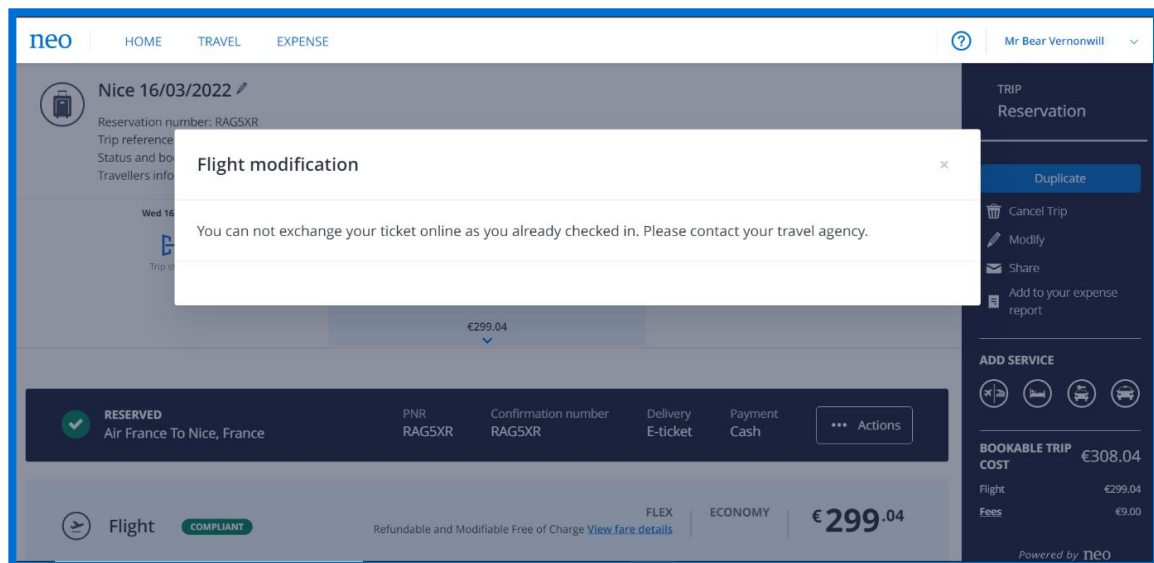 neo HOME TRAVEL EXPENSE Mr Bear Vernonwill
Nice 16/03/2022
Reservation number: RAG5XR
Trip reference
Status and bo
Travellers info
Flight modification ×
You can not exchange your ticket online as you already checked in. Please contact your travel agency.
Wed 16
Trip st
€299.04
RESERVED
Air France To Nice, France
PNR
RAG5XR
Confirmation number
RAG5XR
Delivery
E-ticket
Payment
Cash
••• Actions
Flight COMPLIANT
FLEX
Refundable and Modifiable Free of Charge View fare details
ECONOMY
€299.04
TRIP
Reservation
Duplicate
Cancel Trip
Modify
Share
Add to your expense
report
ADD SERVICE
BOOKABLE TRIP
COST €308.04
Flight €299.04
Fees €9.00
Powered by neo